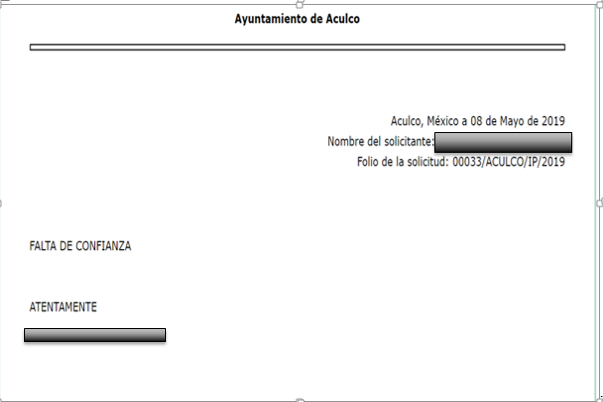 Ayuntamiento de Aculco
Aculco, México a 08 de Mayo de 2019
Nombre del solicitante:
Folio de la solicitud: 00033/ACULCO/IP/2019
FALTA DE CONFIANZA
ATENTAMENTE